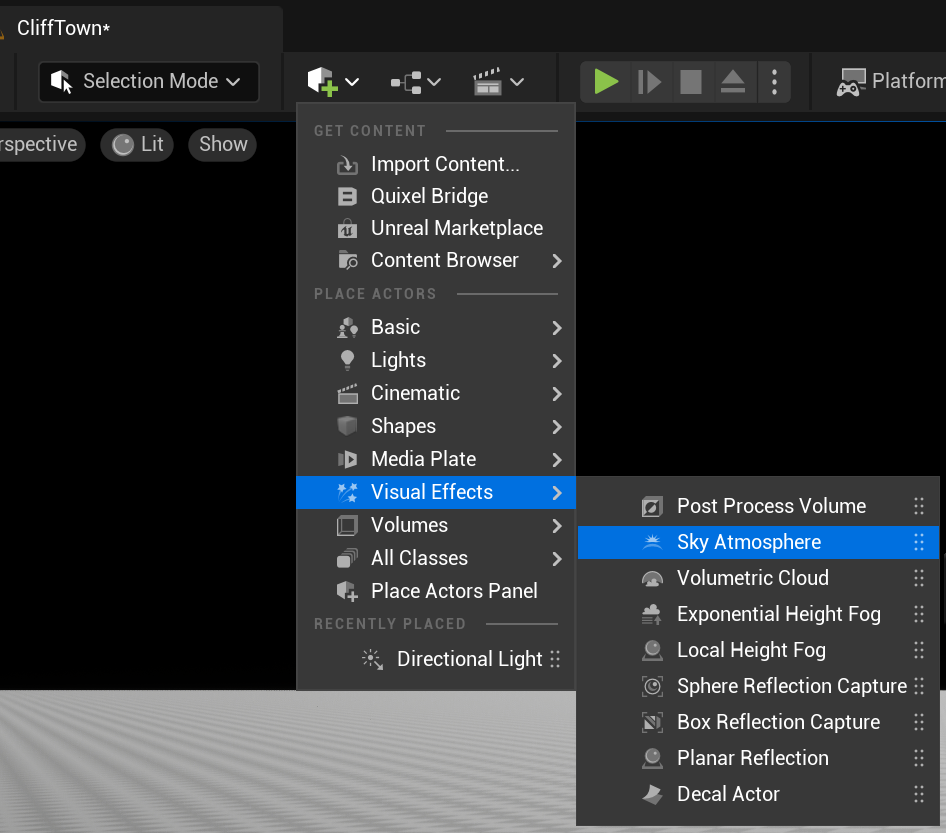 CliffTown*
Selection Mode
Platform
rspective
Lit
Show
GET CONTENT
Import Content...
Quixel Bridge
Unreal Marketplace
Content Browser
PLACE ACTORS
Basic
Lights
Cinematic
Shapes
Media Plate
Visual Effects
Volumes
All Classes
Place Actors Panel
RECENTLY PLACED
Directional Light
Post Process Volume
Sky Atmosphere
Volumetric Cloud
Exponential Height Fog
Local Height Fog
Sphere Reflection Capture
Box Reflection Capture
Planar Reflection
Decal Actor